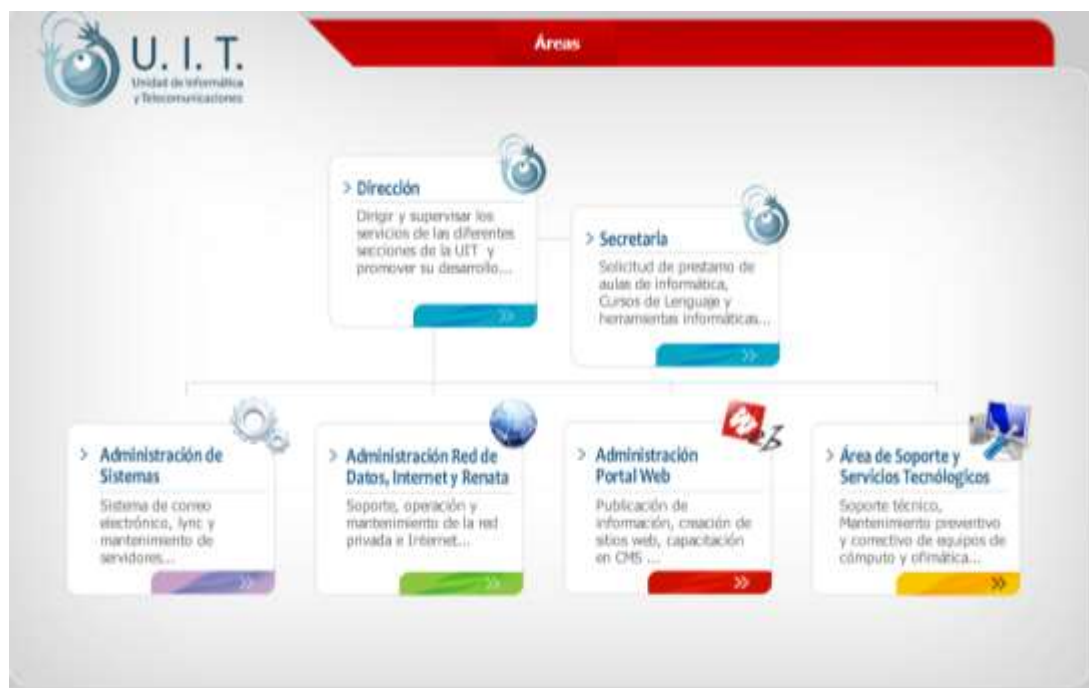 U. I. T.
Unidad de Informática
y Telecomunicaciones
Áreas
Dirección
Dirigir y supervisar los
servicios de las diferentes
secciones de la UIT y
promover su desarrollo...
Secretaría
Solicitud de prestamo de
aulas de informática,
Cursos de Lenguaje y
herramientas informáticas...
Administración de
Sistemas
Sistema de correo
electrónico, lync y
mantenimiento de
servidores...
Administración Red de
Datos, Internet y Renata
Soporte, operación y
mantenimiento de la red
privada e Internet...
Administración
Portal Web
Publicación de
información, creación de
sitios web, capacitación
en CMS ...
Web
Área de Soporte y
Servicios Tecnólogicos
Soporte técnico,
Mantenimiento preventivo
y correctivo de equipos de
cómputo y ofimática...